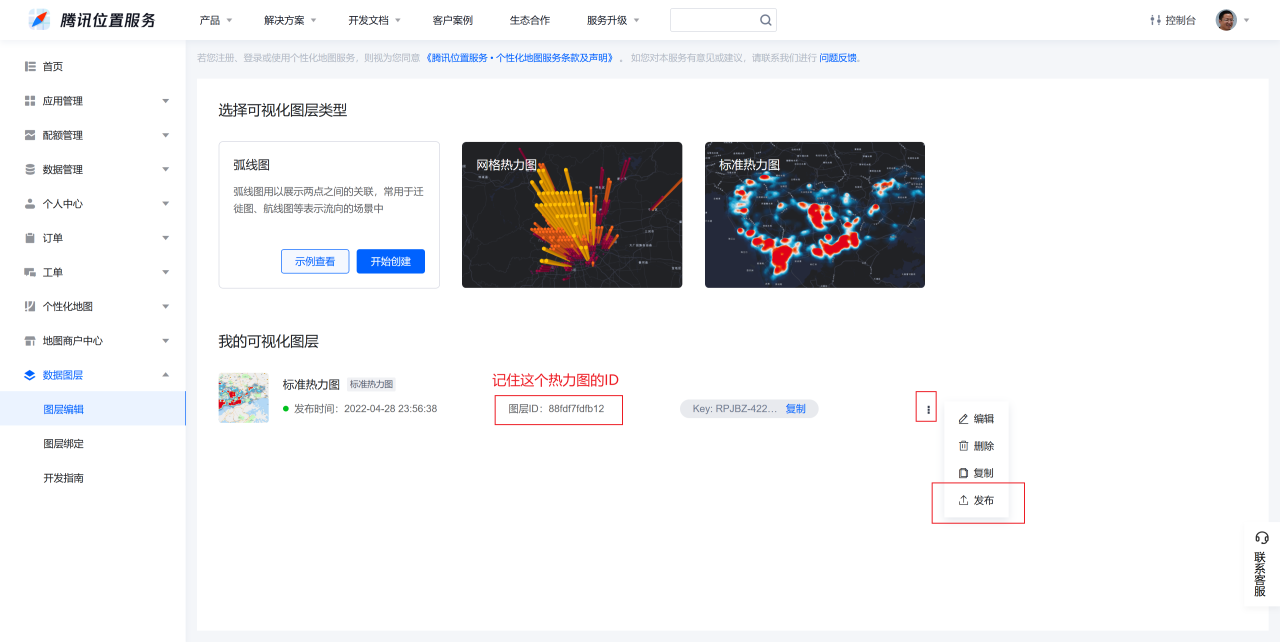 腾讯位置服务
产品
解决方案
开发文档
客户案例
生态合作
服务升级
控制台
首页
应用管理
配额管理
数据管理
个人中心
订单
工单
个性化地图
地图商户中心
数据图层
图层编辑
图层绑定
开发指南
若您注册、登录或使用个性化地图服务，则视为您同意 《腾讯位置服务 • 个性化地图服务条款及声明》 。 如您对本服务有意见或建议，请联系我们进行 问题反馈。
选择可视化图层类型
弧线图
弧线图用以展示两点之间的关联，常用于迁
徙图、航线图等表示流向的场景中
示例查看
开始创建
网格热力图
标准热力图
我的可视化图层
标准热力图 标准热力图
发布时间：2022-04-28 23:56:38
记住这个热力图的ID
图层ID：88fdf7fdfb12
Key: RPJBZ-422... 复制
编辑
删除
复制
发布
联系客服